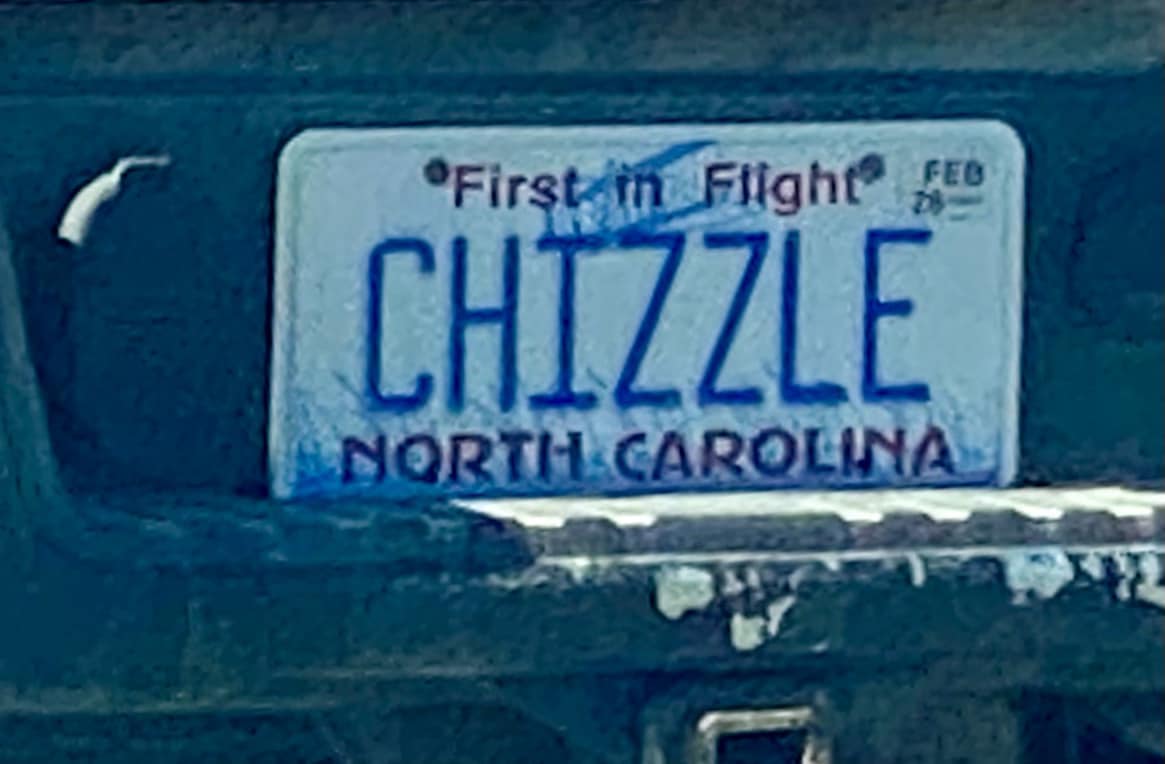 First in Flight
FEB
CHIZZLE
NORTH CAROLINA